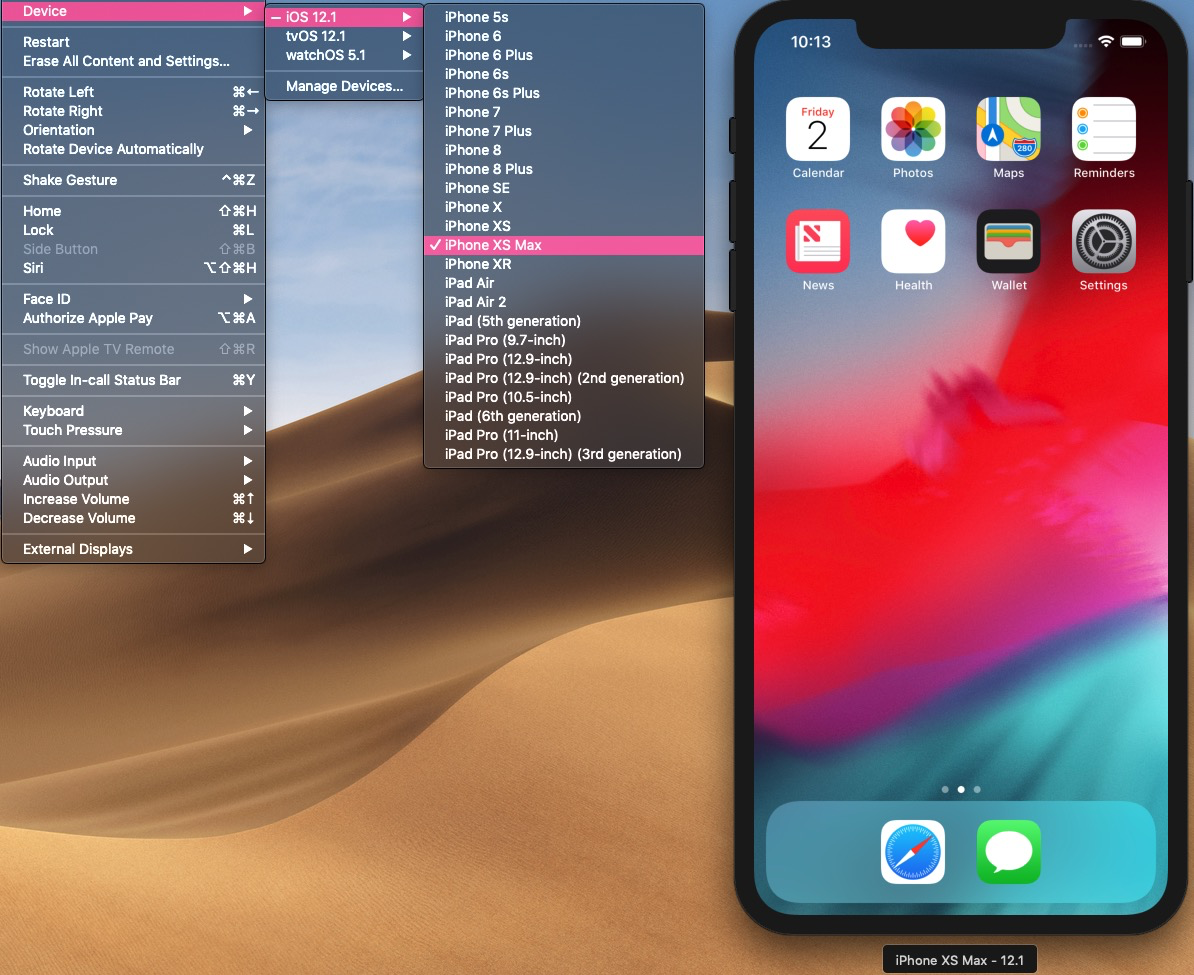 Device ▶
Restart
Erase All Content and Settings...
Rotate Left ⌘←
Rotate Right ⌘→
Orientation ▶
Rotate Device Automatically
Shake Gesture ^⌘Z
Home ⇧⌘H
Lock ⌘L
Side Button ⇧⌘B
Siri ⌥⇧⌘H
Face ID ▶
Authorize Apple Pay ⌥⌘A
Show Apple TV Remote ⇧⌘R
Toggle In-call Status Bar ⌘Y
Keyboard ▶
Touch Pressure ▶
Audio Input ▶
Audio Output ▶
Increase Volume ⌘↑
Decrease Volume ⌘↓
External Displays ▶
– iOS 12.1 ▶
tvOS 12.1 ▶
watchOS 5.1 ▶
Manage Devices...
iPhone 5s
iPhone 6
iPhone 6 Plus
iPhone 6s
iPhone 6s Plus
iPhone 7
iPhone 7 Plus
iPhone 8
iPhone 8 Plus
iPhone SE
iPhone X
iPhone XS
✓ iPhone XS Max
iPhone XR
iPad Air
iPad Air 2
iPad (5th generation)
iPad Pro (9.7-inch)
iPad Pro (12.9-inch)
iPad Pro (12.9-inch) (2nd generation)
iPad Pro (10.5-inch)
iPad (6th generation)
iPad Pro (11-inch)
iPad Pro (12.9-inch) (3rd generation)
10:13
Friday
2
280
Calendar Photos Maps Reminders
News Health Wallet Settings
iPhone XS Max - 12.1